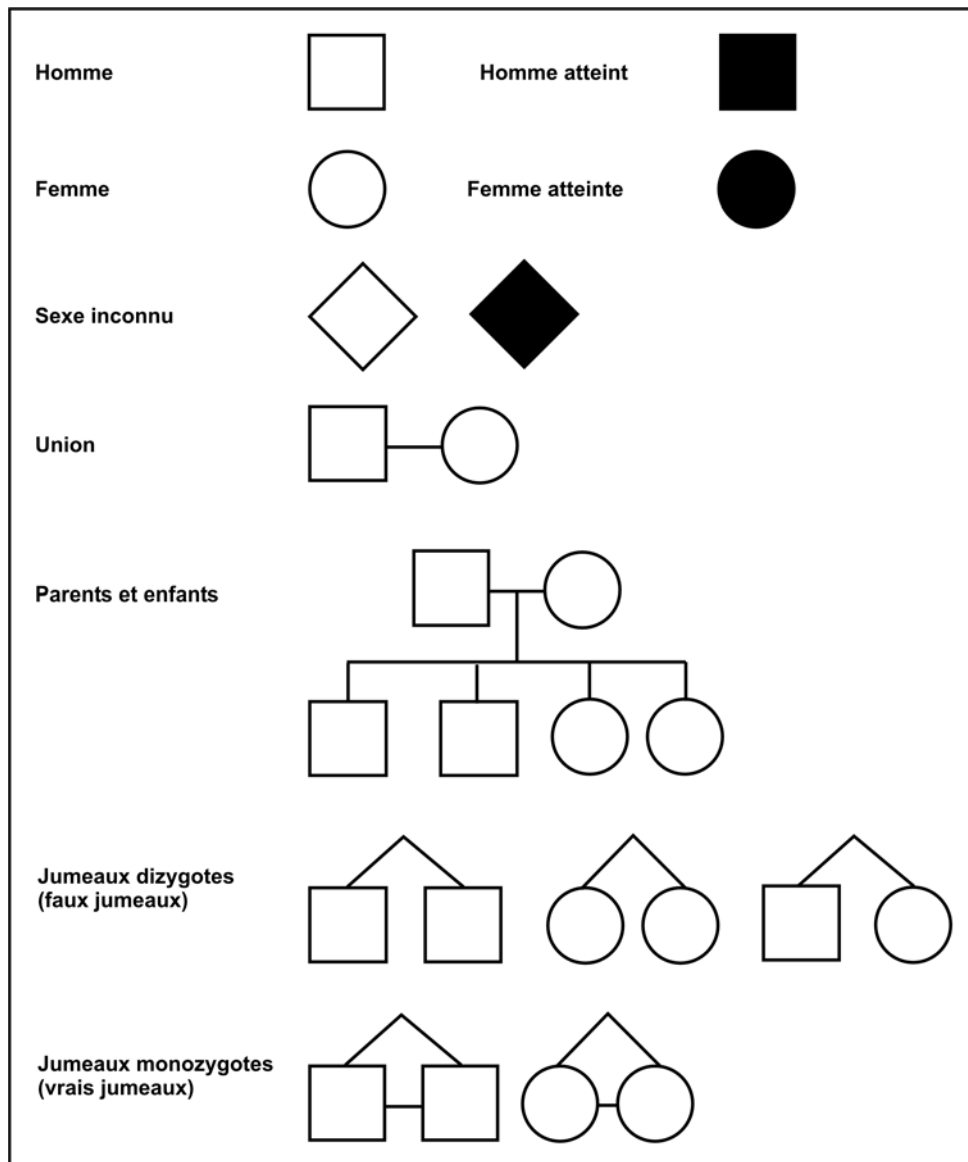 Homme
Homme atteint
Femme
Femme atteinte
Sexe inconnu
Union
Parents et enfants
Jumeaux dizygotes
(faux jumeaux)
Jumeaux monozygotes
(vrais jumeaux)